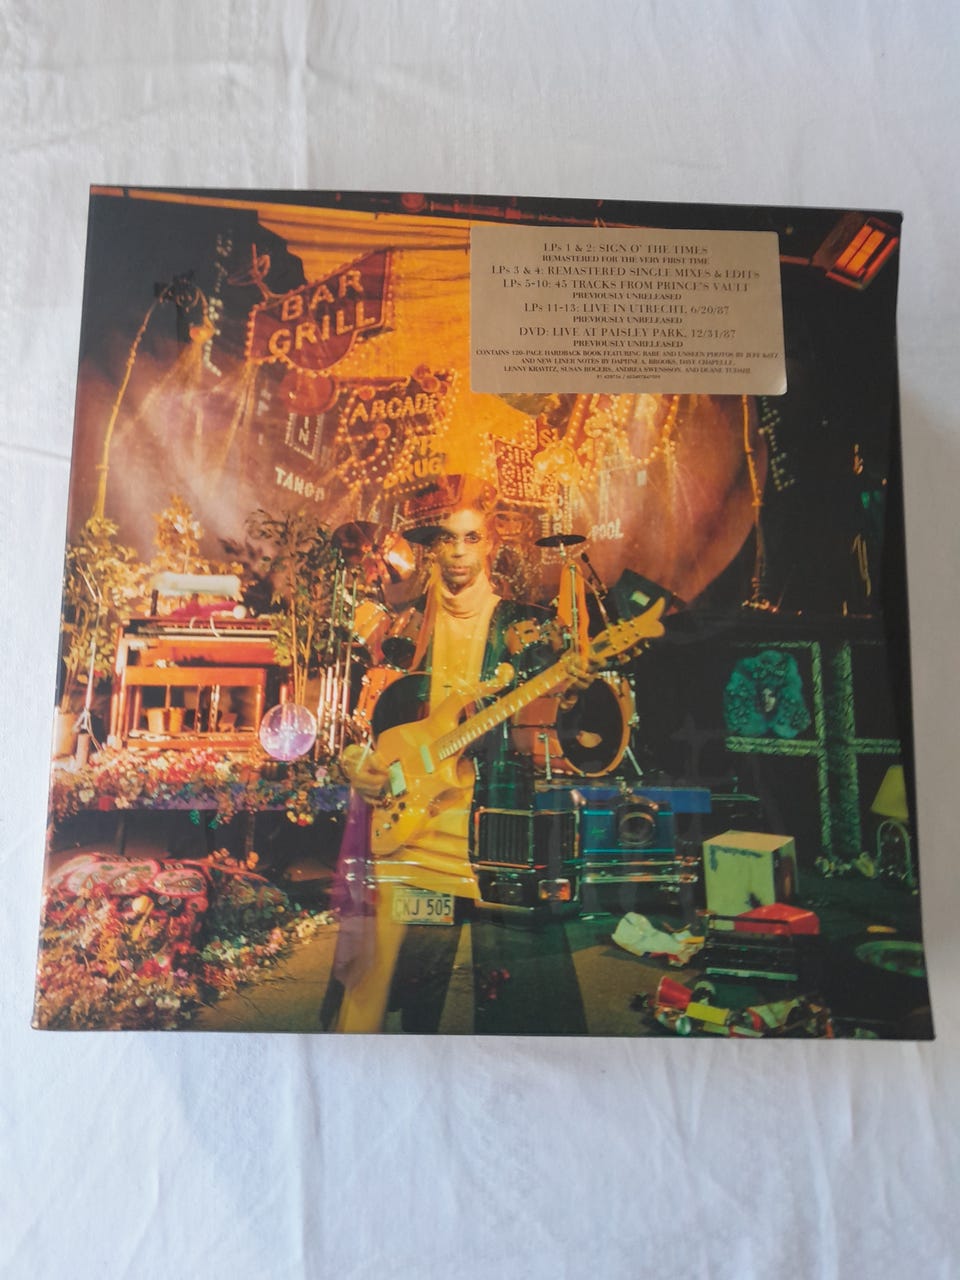 LPs 1 & 2: SIGN O' THE TIMES
REMASTERED FOR THE VERY FIRST TIME
LPs 3 & 4: REMASTERED SINGLE MIXES & EDITS
LPs 5-10: 45 TRACKS FROM PRINCE'S VAULT
PREVIOUSLY UNRELEASED
LPs 11-13: LIVE IN UTRECHT, 6/20/87
PREVIOUSLY UNRELEASED
DVD: LIVE AT PAISLEY PARK, 12/31/87
PREVIOUSLY UNRELEASED
CONTAINS 120-PAGE HARDBACK BOOK FEATURING RARE AND UNSEEN PHOTOS BY JEFF KATZ
AND NEW LINER NOTES BY DAPHNE A. BROOKS, DAVE CHAPPELLE,
LENNY KRAVITZ, SUSAN ROGERS, ANDREA SWENSSON, AND DUANE TUDAHL
BAR
GRILL
ARCADE
IN
DRUG
TANGO
POOL
CKJ 505